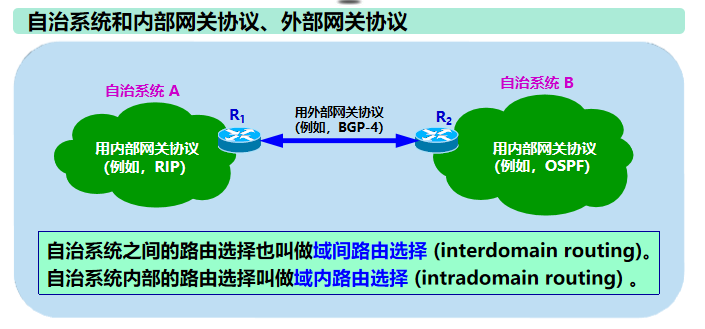 自治系统和内部网关协议、外部网关协议
自治系统 A
自治系统 B
R1
R2
用外部网关协议
(例如，BGP-4)
用内部网关协议
(例如，RIP)
用内部网关协议
(例如，OSPF)
自治系统之间的路由选择也叫做域间路由选择 (interdomain routing)。
自治系统内部的路由选择叫做域内路由选择 (intradomain routing) 。